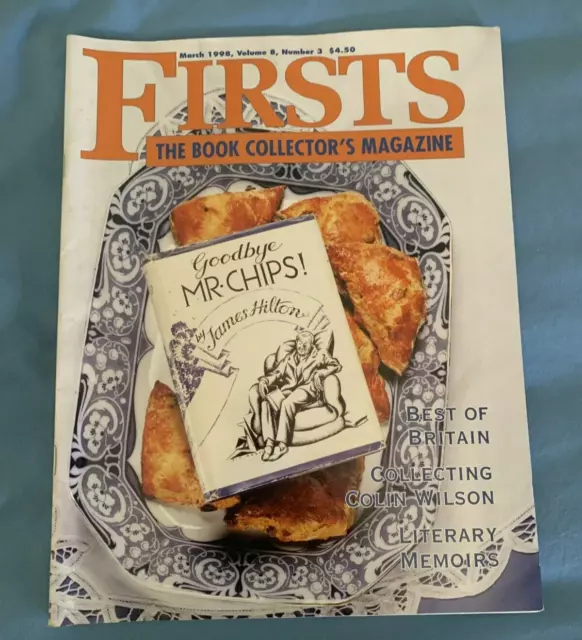 March 1998, Volume 8, Number 3 $4.50
FIRSTS
THE BOOK COLLECTOR'S MAGAZINE
Goodbye
MR·CHIPS!
by James Hilton
BEST OF
BRITAIN
COLLECTING
COLIN WILSON
LITERARY
MEMOIRS